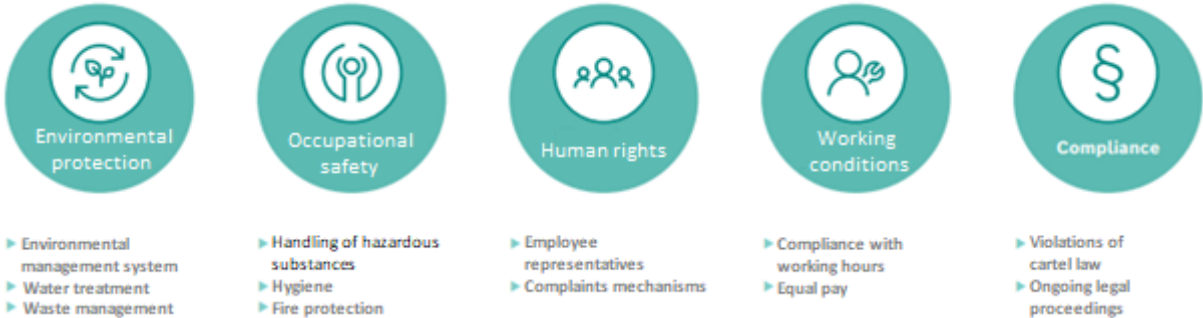 Environmental
protection
Occupational
safety
Human rights
Working
conditions
§
Compliance
Environmental
management system
Water treatment
Waste management
Handling of hazardous
substances
Hygiene
Fire protection
Employee
representatives
Complaints mechanisms
Compliance with
working hours
Equal pay
Violations of
cartel law
Ongoing legal
proceedings